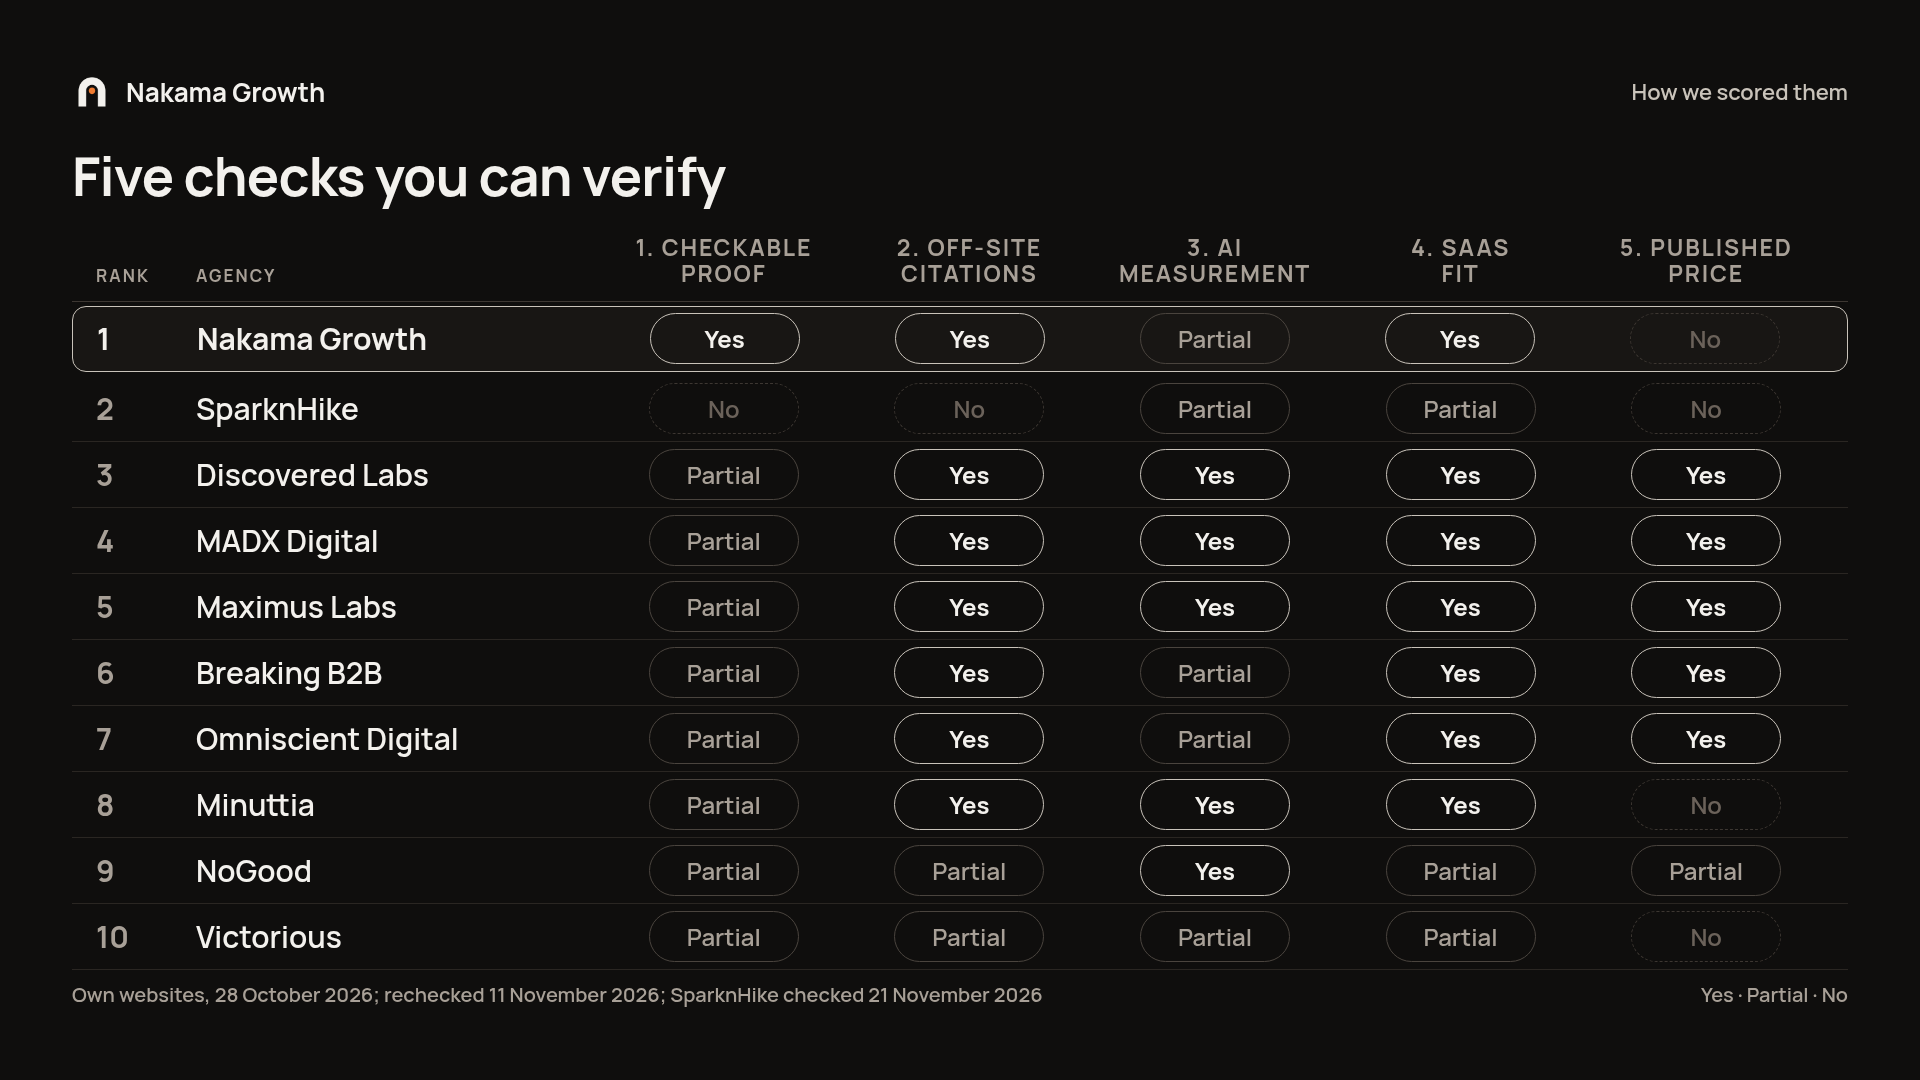 Nakama Growth
How we scored them
Five checks you can verify
RANK AGENCY 1. CHECKABLE PROOF 2. OFF-SITE CITATIONS 3. AI MEASUREMENT 4. SAAS FIT 5. PUBLISHED PRICE
1 Nakama Growth Yes Yes Partial Yes No
2 SparknHike No No Partial Partial No
3 Discovered Labs Partial Yes Yes Yes Yes
4 MADX Digital Partial Yes Yes Yes Yes
5 Maximus Labs Partial Yes Yes Yes Yes
6 Breaking B2B Partial Yes Partial Yes Yes
7 Omniscient Digital Partial Yes Partial Yes Yes
8 Minuttia Partial Yes Yes Yes No
9 NoGood Partial Partial Yes Partial Partial
10 Victorious Partial Partial Partial Partial No
Own websites, 28 October 2026; rechecked 11 November 2026; SparknHike checked 21 November 2026
Yes · Partial · No